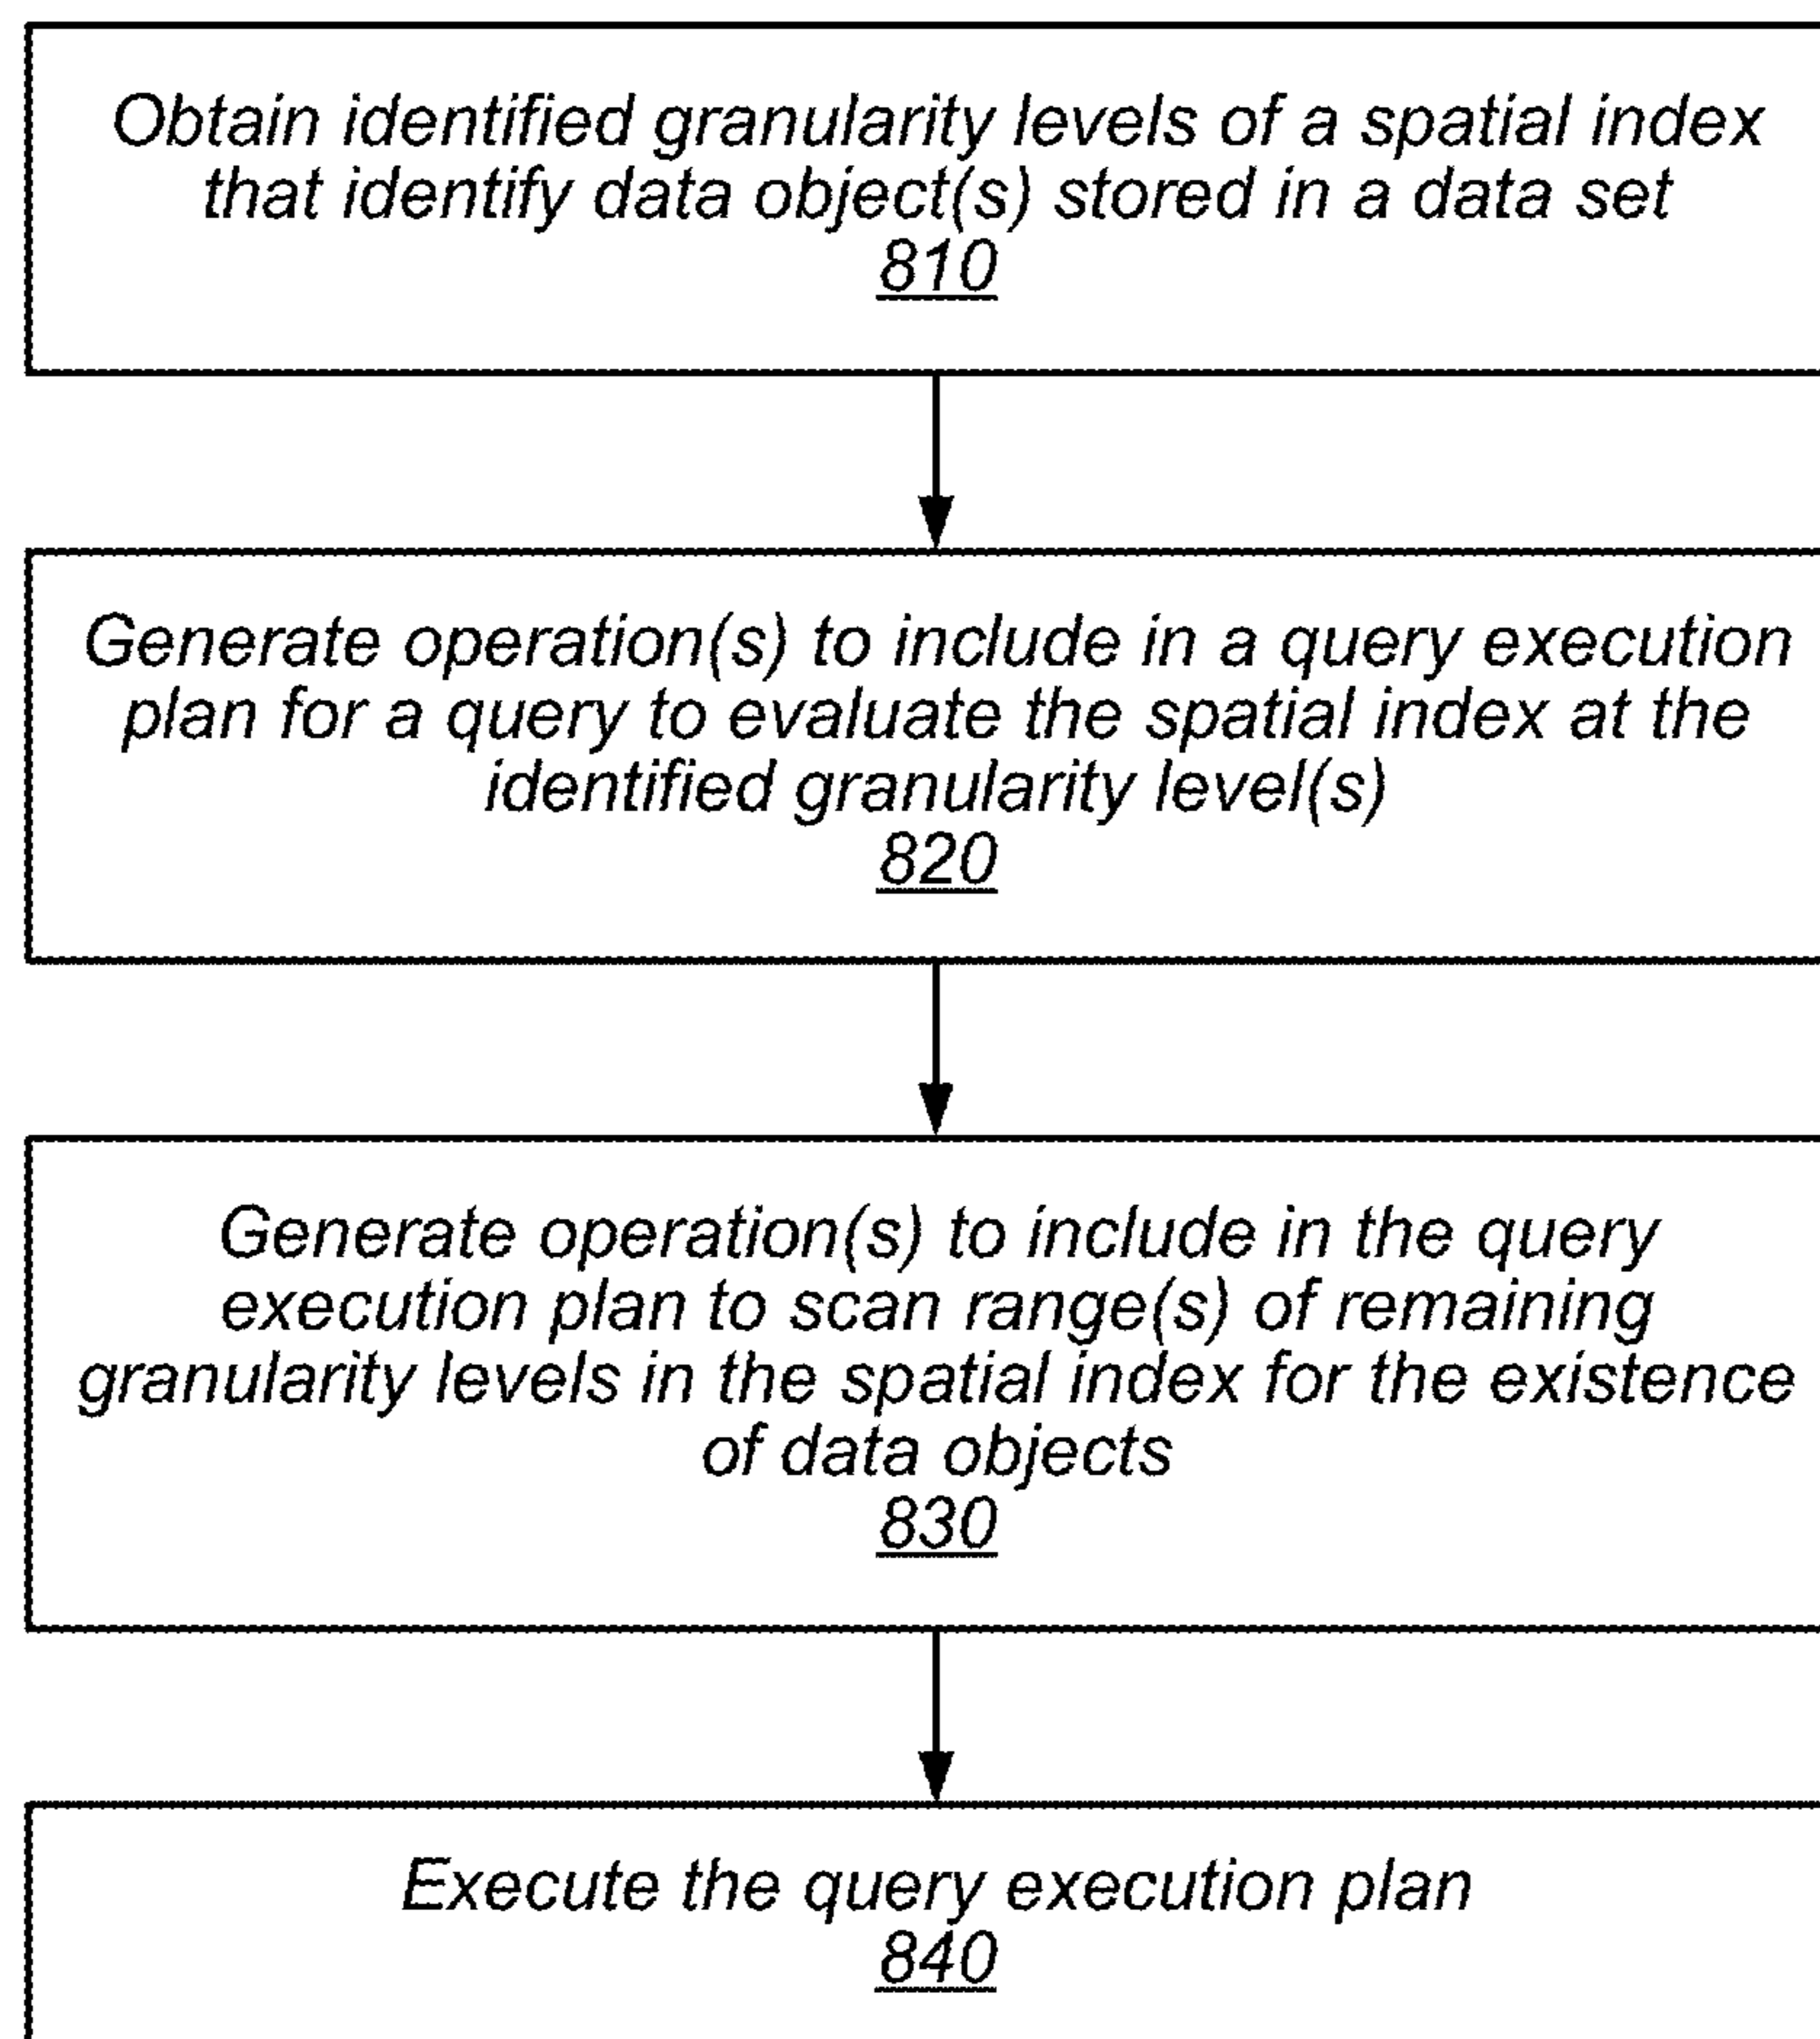 Obtain identified granularity levels of a spatial index
that identify data object(s) stored in a data set
810
Generate operation(s) to include in a query execution
plan for a query to evaluate the spatial index at the
identified granularity level(s)
820
Generate operation(s) to include in the query
execution plan to scan range(s) of remaining
granularity levels in the spatial index for the existence
of data objects
830
Execute the query execution plan
840